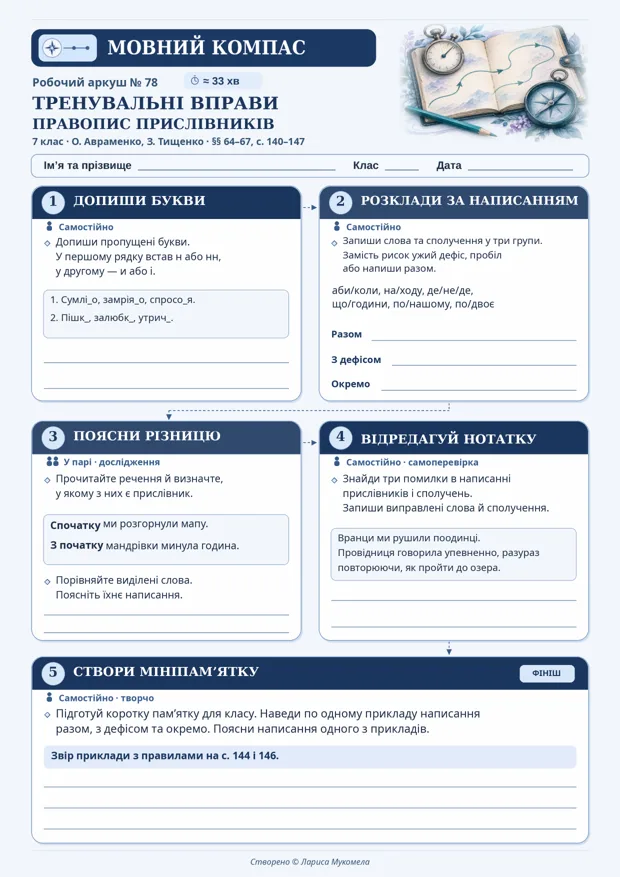 МОВНИЙ КОМПАС
Робочий аркуш № 78
≈ 33 хв
ТРЕНУВАЛЬНІ ВПРАВИ
ПРАВОПИС ПРИСЛІВНИКІВ
7 клас · О. Авраменко, З. Тищенко · §§ 64–67, с. 140–147
Ім’я та прізвище Клас Дата
1 ДОПИШИ БУКВИ
Самостійно
Допиши пропущені букви.
У першому рядку встав н або нн,
у другому — и або і.
1. Сумлі_о, замрія_о, спросо_я.
2. Пішк_, залюбк_, утрич_.
2 РОЗКЛАДИ ЗА НАПИСАННЯМ
Самостійно
Запиши слова та сполучення у три групи.
Замість рисок ужий дефіс, пробіл
або напиши разом.
аби/коли, на/ходу, де/не/де,
що/години, по/нашому, по/двоє
Разом
З дефісом
Окремо
3 ПОЯСНИ РІЗНИЦЮ
У парі · дослідження
Прочитайте речення й визначте,
у якому з них є прислівник.
Спочатку ми розгорнули мапу.
З початку мандрівки минула година.
Порівняйте виділені слова.
Поясніть їхнє написання.
4 ВІДРЕДАГУЙ НОТАТКУ
Самостійно · самоперевірка
Знайди три помилки в написанні
прислівників і сполучень.
Запиши виправлені слова й сполучення.
Вранци ми рушили поодинці.
Провідниця говорила упевненно, разураз
повторюючи, як пройти до озера.
5 СТВОРИ МІНІПАМ’ЯТКУ
ФІНІШ
Самостійно · творчо
Підготуй коротку пам’ятку для класу. Наведи по одному прикладу написання
разом, з дефісом та окремо. Поясни написання одного з прикладів.
Звір приклади з правилами на с. 144 і 146.
Створено © Лариса Мукомела